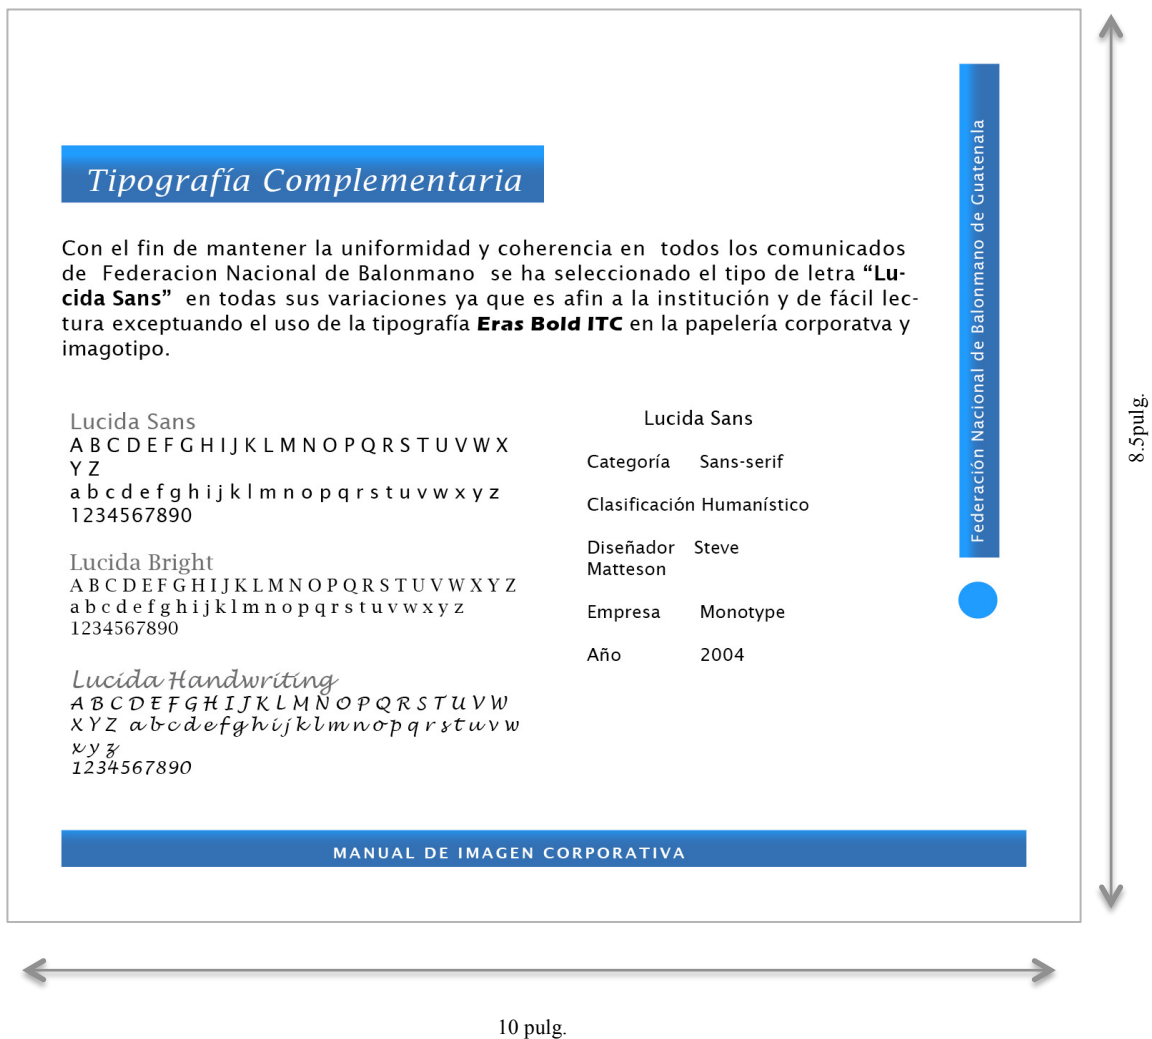 Tipografía Complementaria
Con el fin de mantener la uniformidad y coherencia en todos los comunicados
de Federacion Nacional de Balonmano se ha seleccionado el tipo de letra “Lu-
cida Sans” en todas sus variaciones ya que es afin a la institución y de fácil lec-
tura exceptuando el uso de la tipografía Eras Bold ITC en la papelería corporatva y
imagotipo.
Lucida Sans
A B C D E F G H I J K L M N O P Q R S T U V W X
Y Z
a b c d e f g h i j k l m n o p q r s t u v w x y z
1234567890
Lucida Bright
A B C D E F G H I J K L M N O P Q R S T U V W X Y Z
a b c d e f g h i j k l m n o p q r s t u v w x y z
1234567890
Lucida Handwriting
A B C D E F G H I J K L M N O P Q R S T U V W
X Y Z a b c d e f g h i j k l m n o p q r s t u v w
x y z
1234567890
Lucida Sans
Categoría Sans-serif
Clasificación Humanístico
Diseñador Steve
Matteson
Empresa Monotype
Año 2004
Federación Nacional de Balonmano de Guatenala
MANUAL DE IMAGEN CORPORATIVA
8.5pulg.
10 pulg.